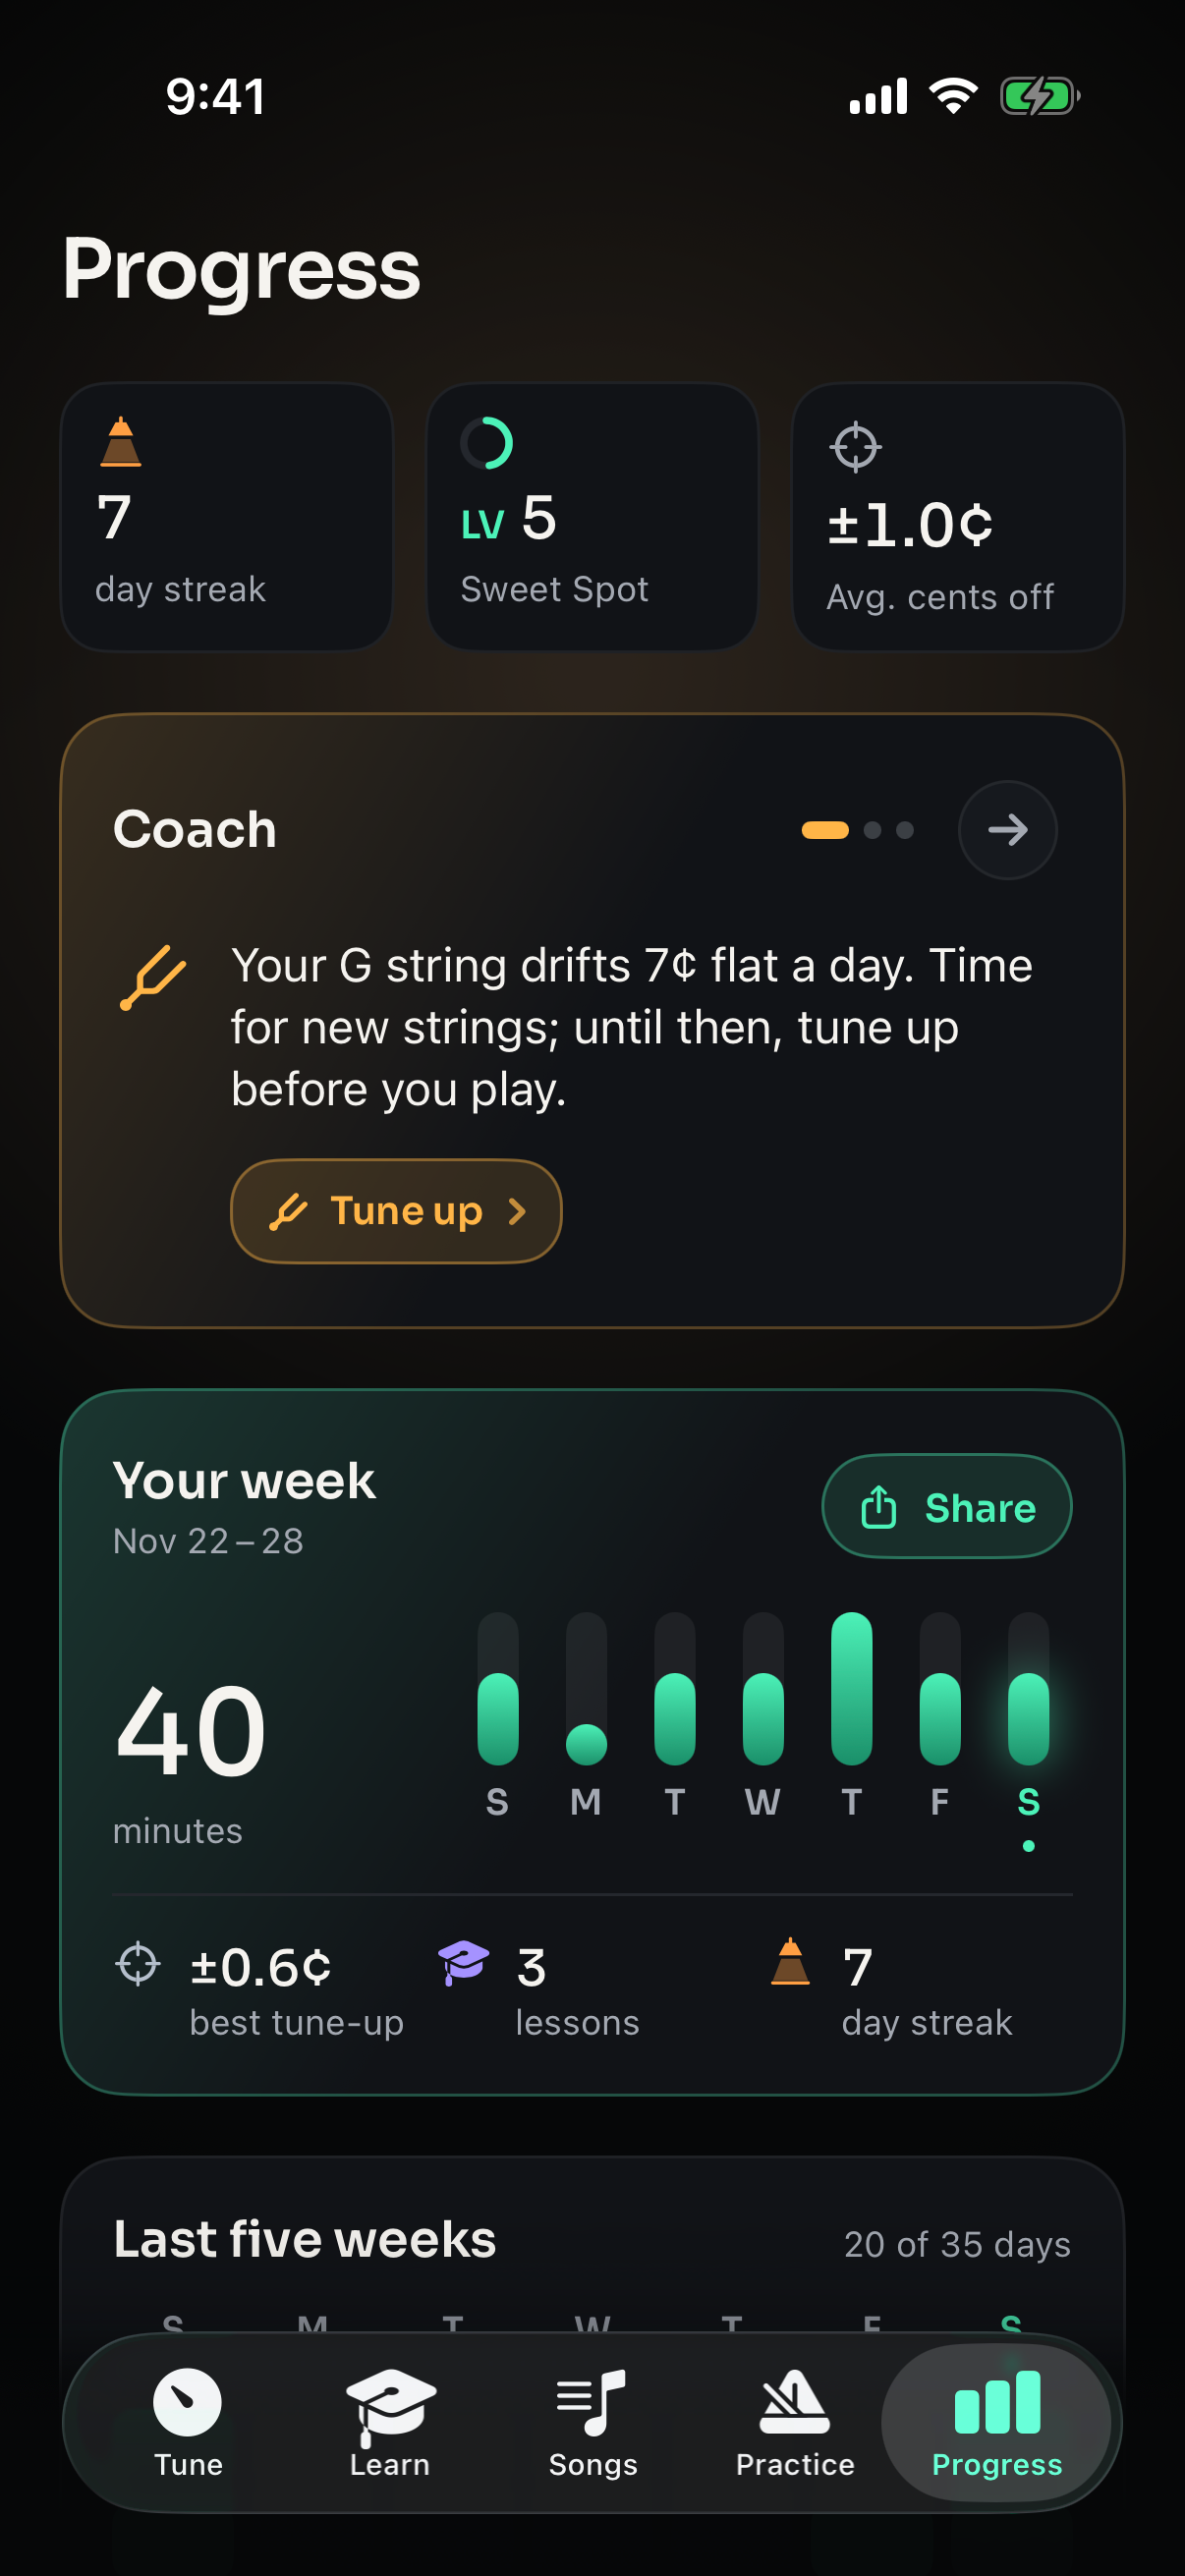 9:41
Progress
7
day streak
LV 5
Sweet Spot
±1.0¢
Avg. cents off
Coach
Your G string drifts 7¢ flat a day. Time
for new strings; until then, tune up
before you play.
Tune up
Your week
Nov 22 – 28
Share
40
minutes
S M T W T F S
±0.6¢
best tune-up
3
lessons
7
day streak
Last five weeks
20 of 35 days
S M T W T F S
Tune
Learn
Songs
Practice
Progress